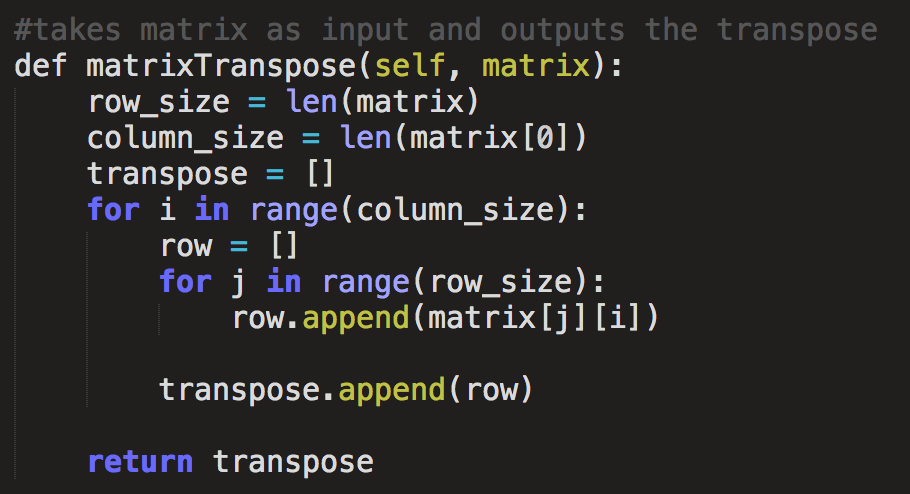 #takes matrix as input and outputs the transpose
def matrixTranspose(self, matrix):
    row_size = len(matrix)
    column_size = len(matrix[0])
    transpose = []
    for i in range(column_size):
        row = []
        for j in range(row_size):
            row.append(matrix[j][i])
        transpose.append(row)
    return transpose